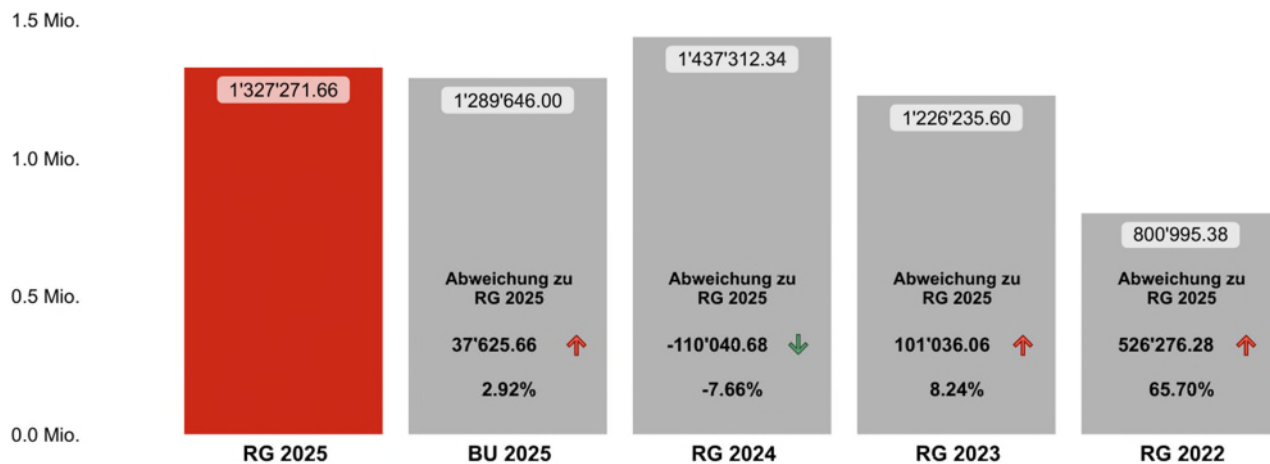 1.5 Mio.
1.0 Mio.
0.5 Mio.
0.0 Mio.
1'327'271.66
RG 2025
1'289'646.00
Abweichung zu
RG 2025
37'625.66
2.92%
BU 2025
1'437'312.34
Abweichung zu
RG 2025
-110'040.68
-7.66%
RG 2024
1'226'235.60
Abweichung zu
RG 2025
101'036.06
8.24%
RG 2023
800'995.38
Abweichung zu
RG 2025
526'276.28
65.70%
RG 2022